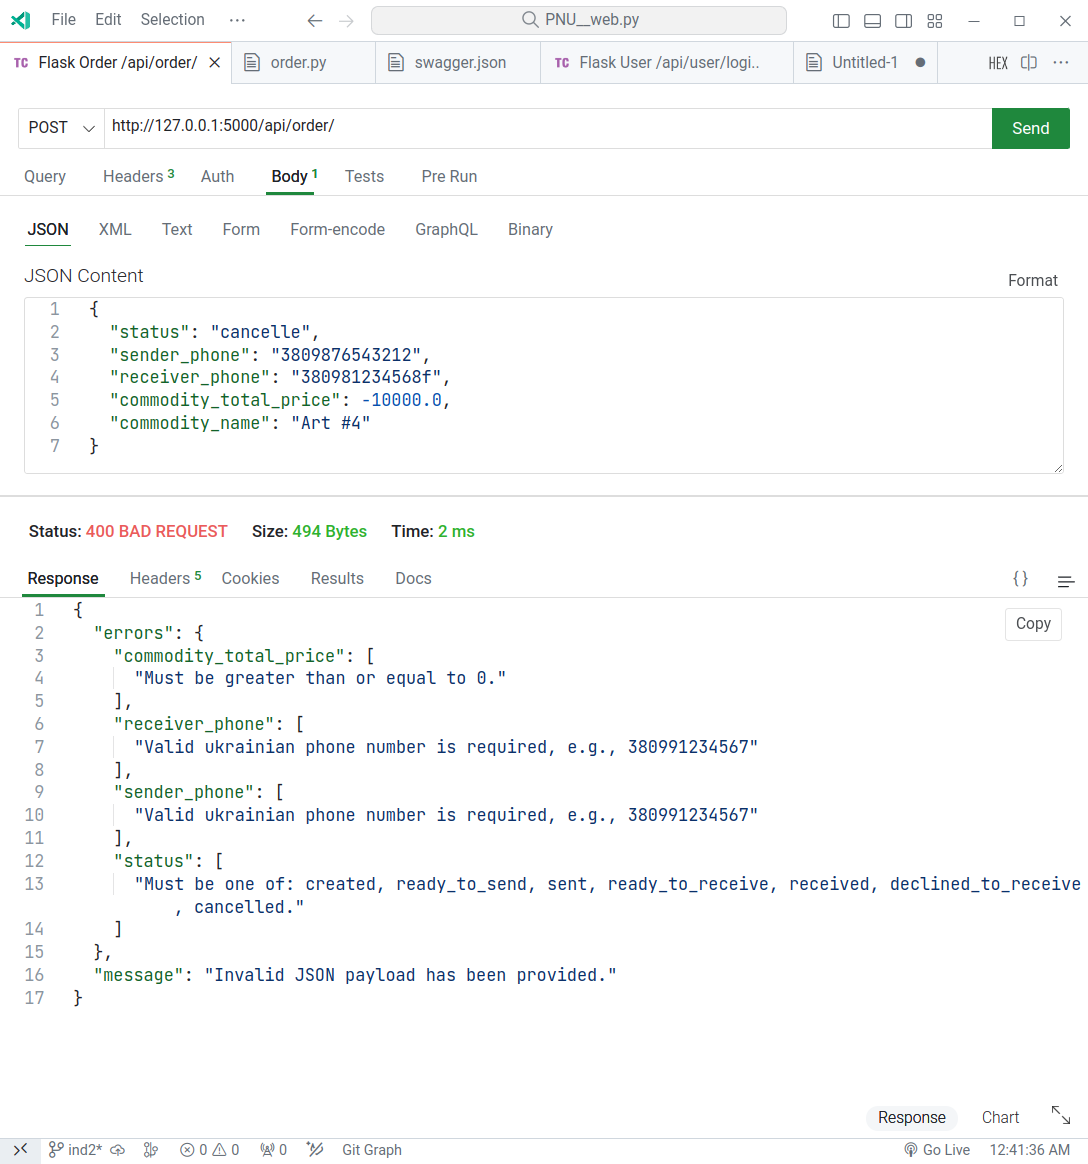 File Edit Selection ··· PNU__web.py
TC Flask Order /api/order/ order.py swagger.json TC Flask User /api/user/logi.. Untitled-1 HEX ···
POST http://127.0.0.1:5000/api/order/ Send
Query Headers 3 Auth Body 1 Tests Pre Run
JSON XML Text Form Form-encode GraphQL Binary
JSON Content
Format
1 {
2 "status": "cancelle",
3 "sender_phone": "3809876543212",
4 "receiver_phone": "380981234568f",
5 "commodity_total_price": -10000.0,
6 "commodity_name": "Art #4"
7 }
Status: 400 BAD REQUEST Size: 494 Bytes Time: 2 ms
Response Headers 5 Cookies Results Docs { }
Copy
1 {
2 "errors": {
3 "commodity_total_price": [
4 "Must be greater than or equal to 0."
5 ],
6 "receiver_phone": [
7 "Valid ukrainian phone number is required, e.g., 380991234567"
8 ],
9 "sender_phone": [
10 "Valid ukrainian phone number is required, e.g., 380991234567"
11 ],
12 "status": [
13 "Must be one of: created, ready_to_send, sent, ready_to_receive, received, declined_to_receive
, cancelled."
14 ]
15 },
16 "message": "Invalid JSON payload has been provided."
17 }
Response Chart
ind2* 0 0 0 Git Graph Go Live 12:41:36 AM